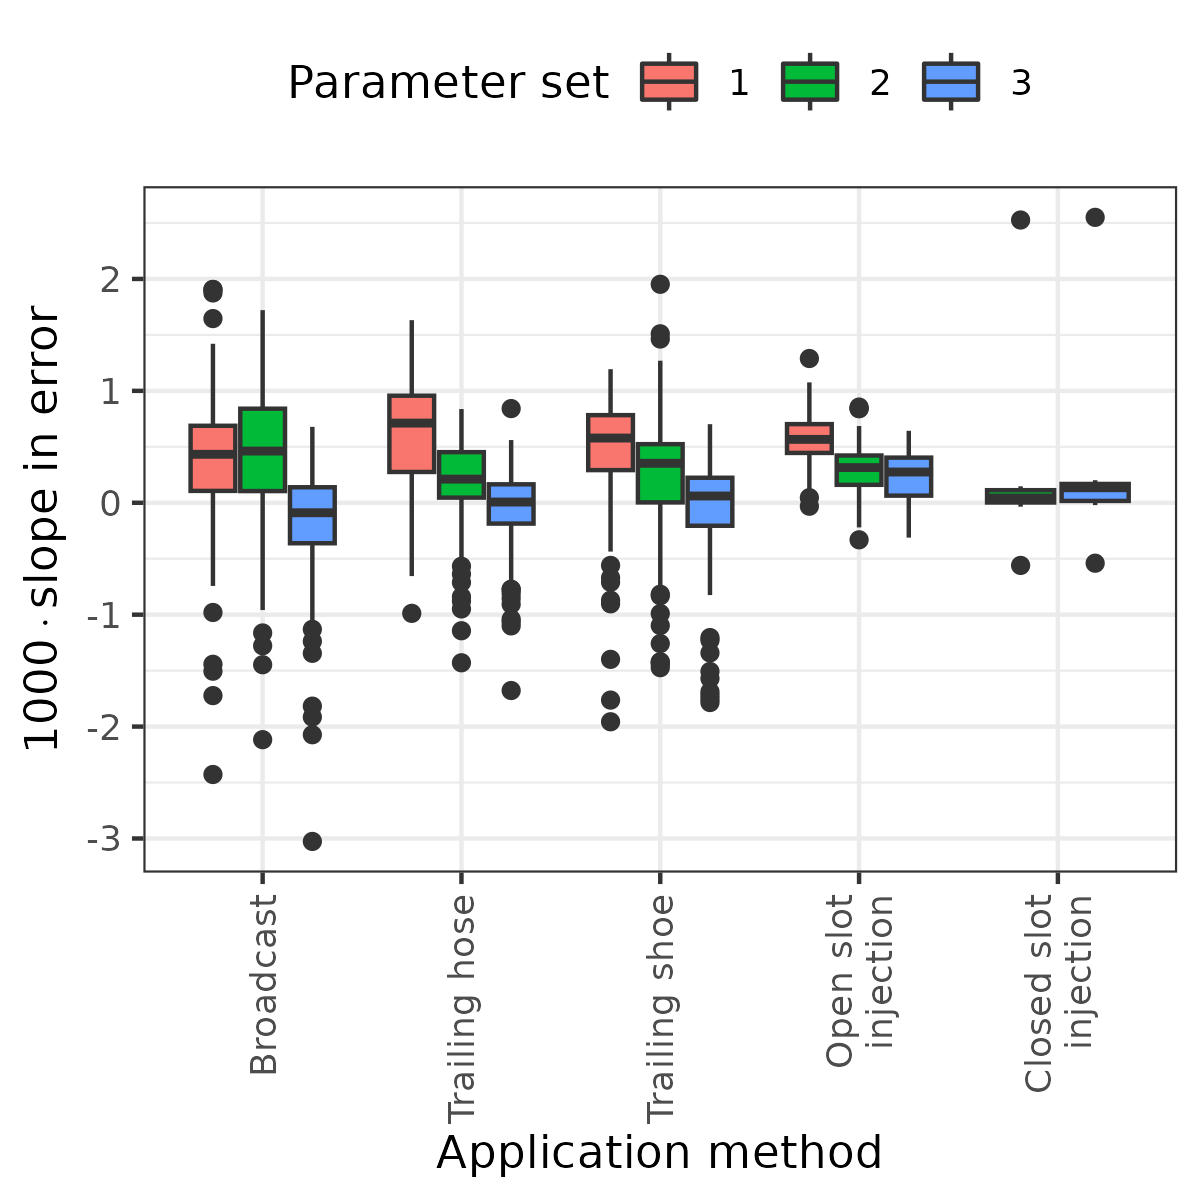 Parameter set 1 2 3
1000·slope in error
2
1
0
-1
-2
-3
Broadcast
Trailing hose
Trailing shoe
Open slot
injection
Closed slot
injection
Application method